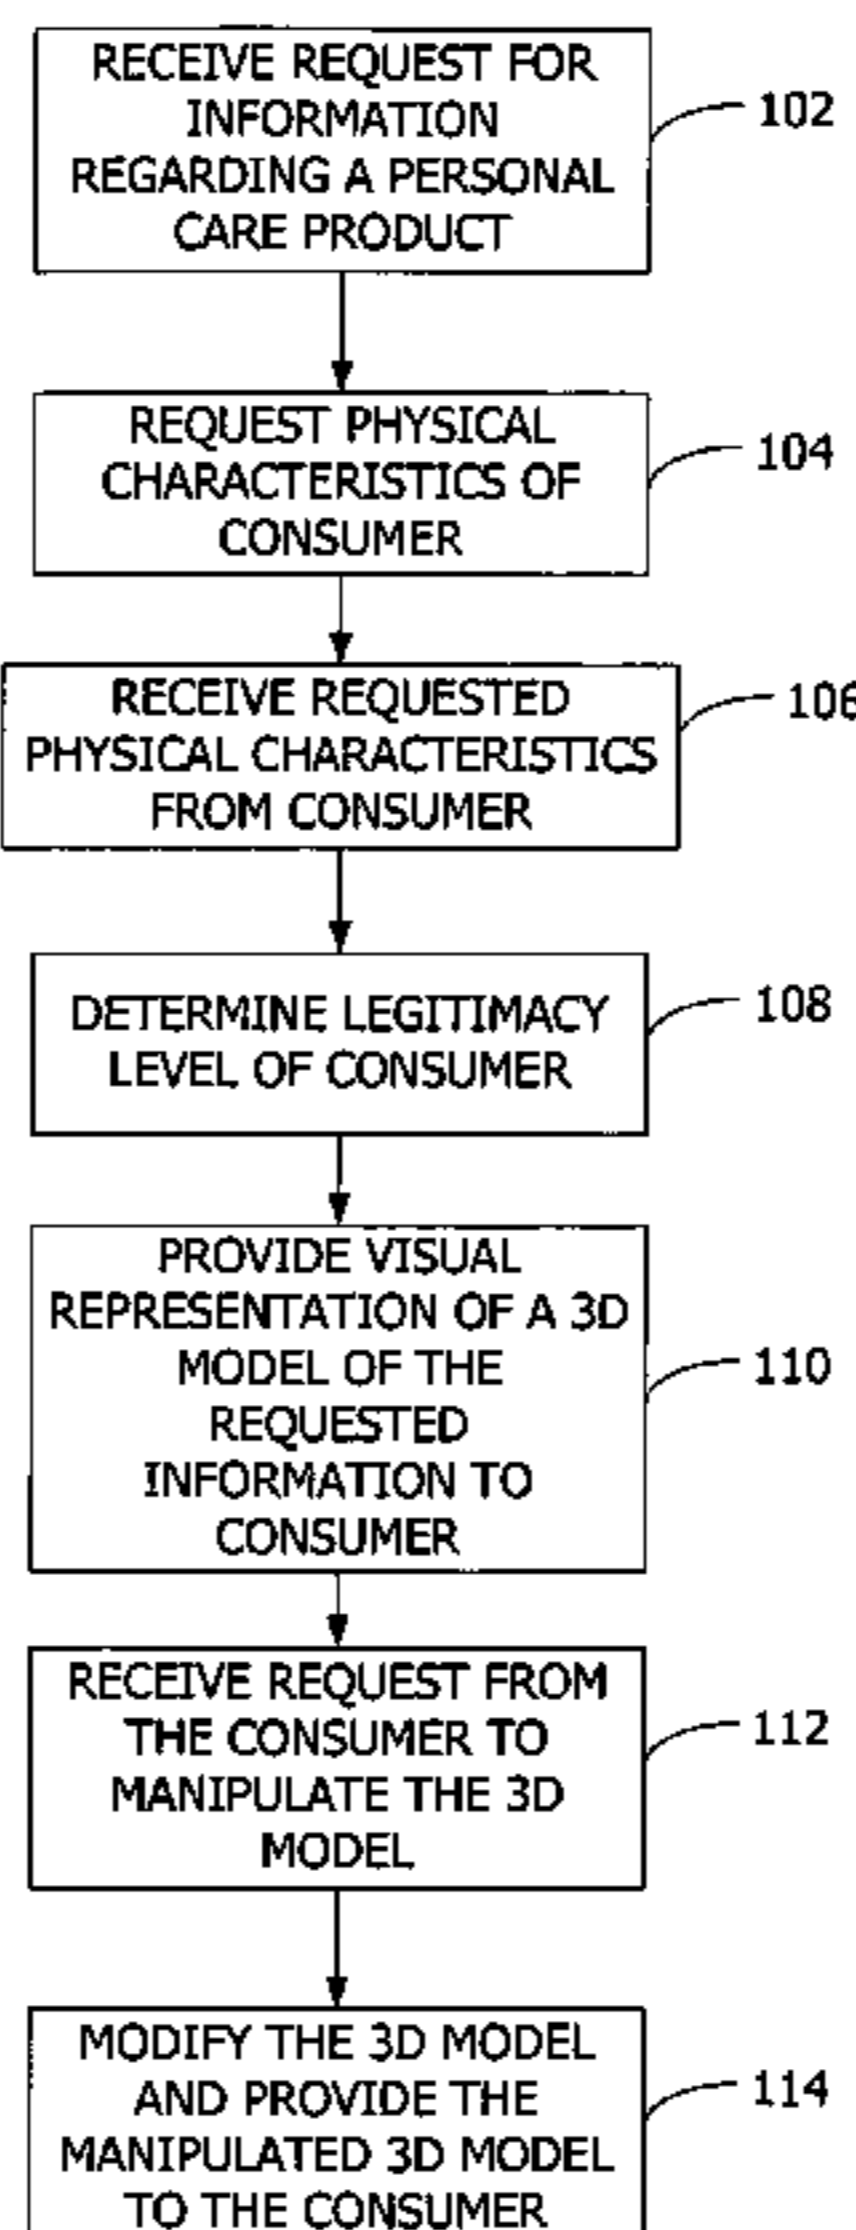 RECEIVE REQUEST FOR
INFORMATION
REGARDING A PERSONAL
CARE PRODUCT
102
REQUEST PHYSICAL
CHARACTERISTICS OF
CONSUMER
104
RECEIVE REQUESTED
PHYSICAL CHARACTERISTICS
FROM CONSUMER
106
DETERMINE LEGITIMACY
LEVEL OF CONSUMER
108
PROVIDE VISUAL
REPRESENTATION OF A 3D
MODEL OF THE
REQUESTED
INFORMATION TO
CONSUMER
110
RECEIVE REQUEST FROM
THE CONSUMER TO
MANIPULATE THE 3D
MODEL
112
MODIFY THE 3D MODEL
AND PROVIDE THE
MANIPULATED 3D MODEL
TO THE CONSUMER
114